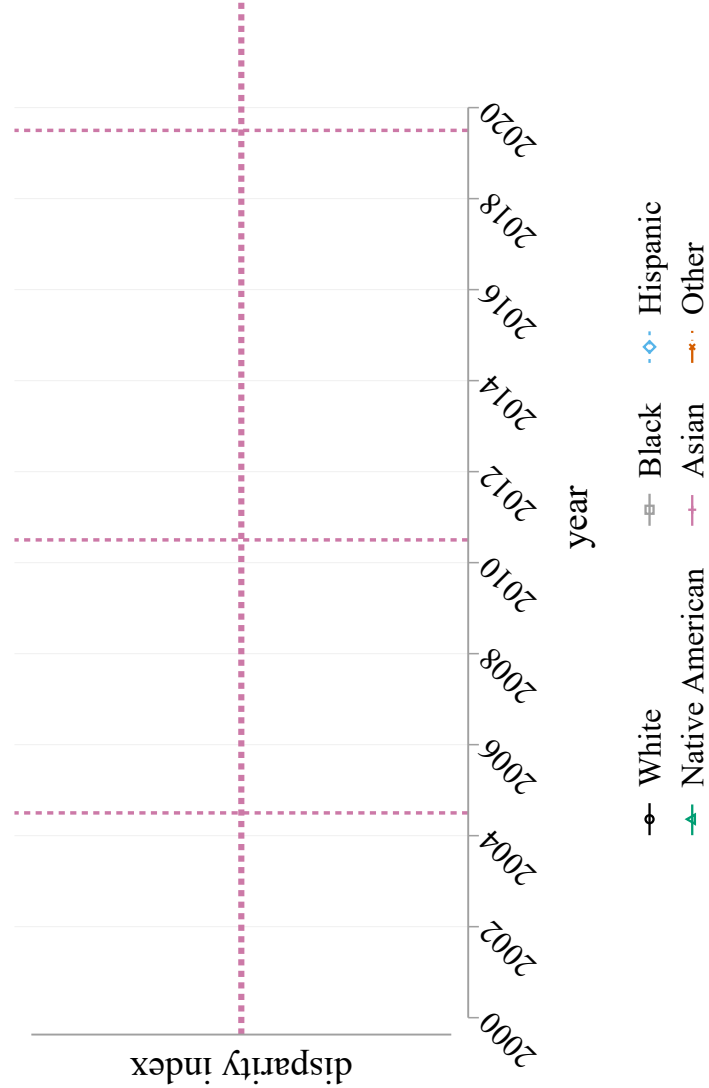 disparity index
2000
2002
2004
2006
2008
2010
2012
2014
2016
2018
2020
year
White
Black
Hispanic
Native American
Asian
Other